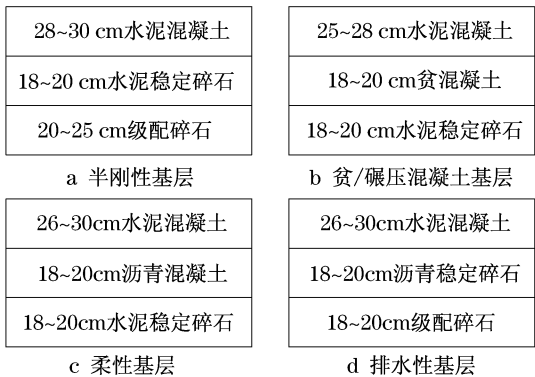 28~30 cm水泥混凝土
18~20 cm水泥稳定碎石
20~25 cm级配碎石
a 半刚性基层
25~28 cm水泥混凝土
18~20 cm贫混凝土
18~20 cm水泥稳定碎石
b 贫/碾压混凝土基层
26~30cm水泥混凝土
18~20cm沥青混凝土
18~20cm水泥稳定碎石
c 柔性基层
26~30cm水泥混凝土
18~20cm沥青稳定碎石
18~20cm级配碎石
d 排水性基层